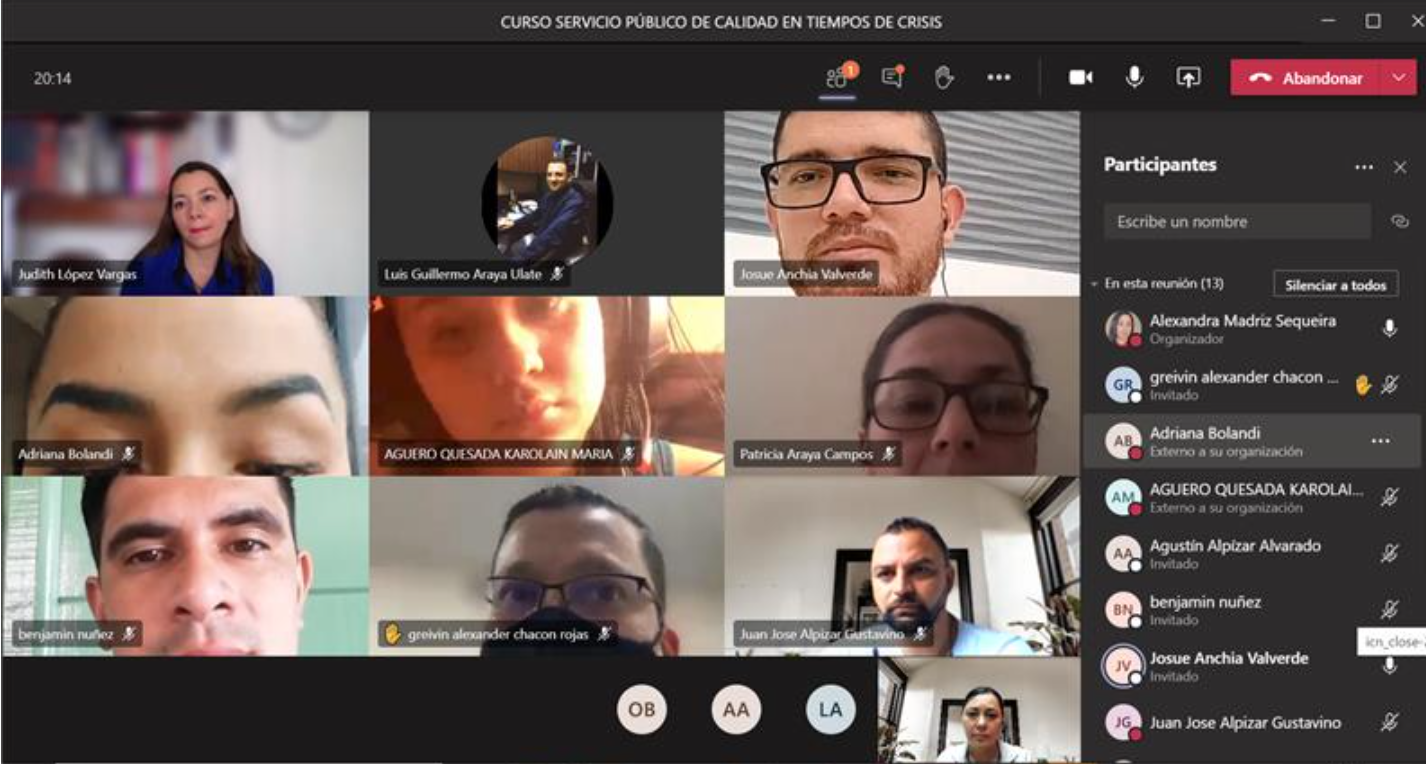 CURSO SERVICIO PÚBLICO DE CALIDAD EN TIEMPOS DE CRISIS
20:14
1
Abandonar
Judith López Vargas
Luis Guillermo Araya Ulate
Josue Anchia Valverde
Adriana Bolandi
AGUERO QUESADA KAROLAIN MARIA
Patricia Araya Campos
benjamin nuñez
greivin alexander chacon rojas
Juan Jose Alpizar Gustavino
OB
AA
LA
Participantes
Escribe un nombre
En esta reunión (13)
Silenciar a todos
Alexandra Madriz Sequeira
Organizador
GR
greivin alexander chacon ...
Invitado
AB
Adriana Bolandi
Externo a su organización
AM
AGUERO QUESADA KAROLAI...
Externo a su organización
AA
Agustín Alpízar Alvarado
Invitado
BN
benjamin nuñez
Invitado
icn_close-
JV
Josue Anchia Valverde
Invitado
JG
Juan Jose Alpizar Gustavino